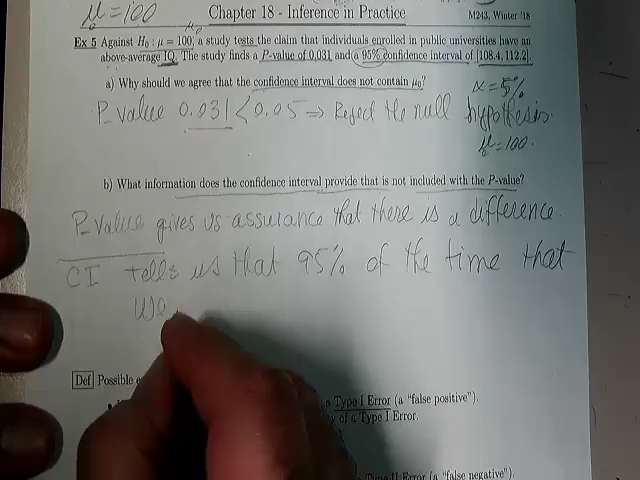 μ₀ = 100
Chapter 18 - Inference in Practice
M243, Winter '18
μ₀
Ex 5 Against H₀ : μ = 100, a study tests the claim that individuals enrolled in public universities have an
above-average IQ. The study finds a P-value of 0.031 and a 95% confidence interval of [108.4, 112.2].
a) Why should we agree that the confidence interval does not contain μ₀?
α = 5%
P-value 0.031 < 0.05 ⇒ Reject the null hypothesis.
μ₀ = 100.
b) What information does the confidence interval provide that is not included with the P-value?
P-value gives us assurance that there is a difference.
CI tells us that 95% of the time that
we
Def Possible
a Type I Error (a "false positive").
y of a Type I Error.
Type II Error (a "false negative").